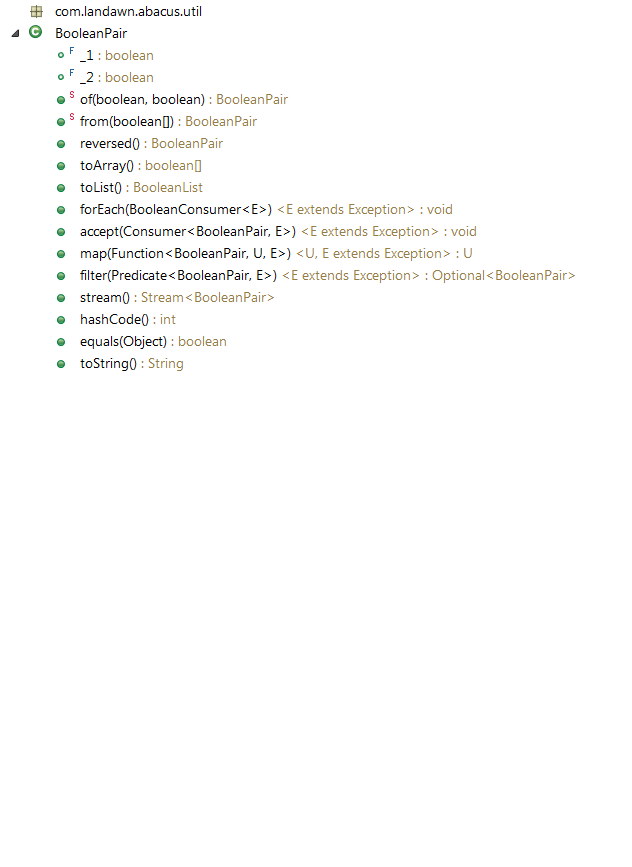 com.landawn.abacus.util
C BooleanPair
F _1 : boolean
F _2 : boolean
S of(boolean, boolean) : BooleanPair
S from(boolean[]) : BooleanPair
reversed() : BooleanPair
toArray() : boolean[]
toList() : BooleanList
forEach(BooleanConsumer<E>) <E extends Exception> : void
accept(Consumer<BooleanPair, E>) <E extends Exception> : void
map(Function<BooleanPair, U, E>) <U, E extends Exception> : U
filter(Predicate<BooleanPair, E>) <E extends Exception> : Optional<BooleanPair>
stream() : Stream<BooleanPair>
hashCode() : int
equals(Object) : boolean
toString() : String